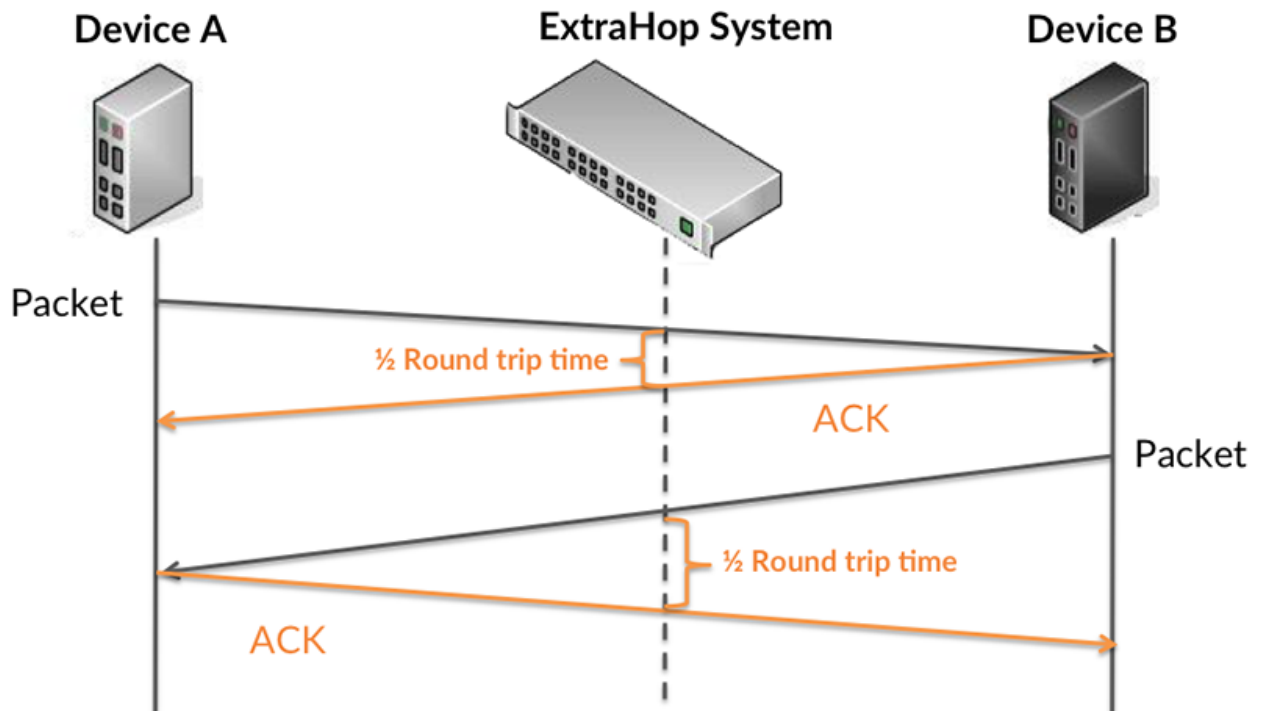 Device A
ExtraHop System
Device B
Packet
½ Round trip time
ACK
Packet
½ Round trip time
ACK